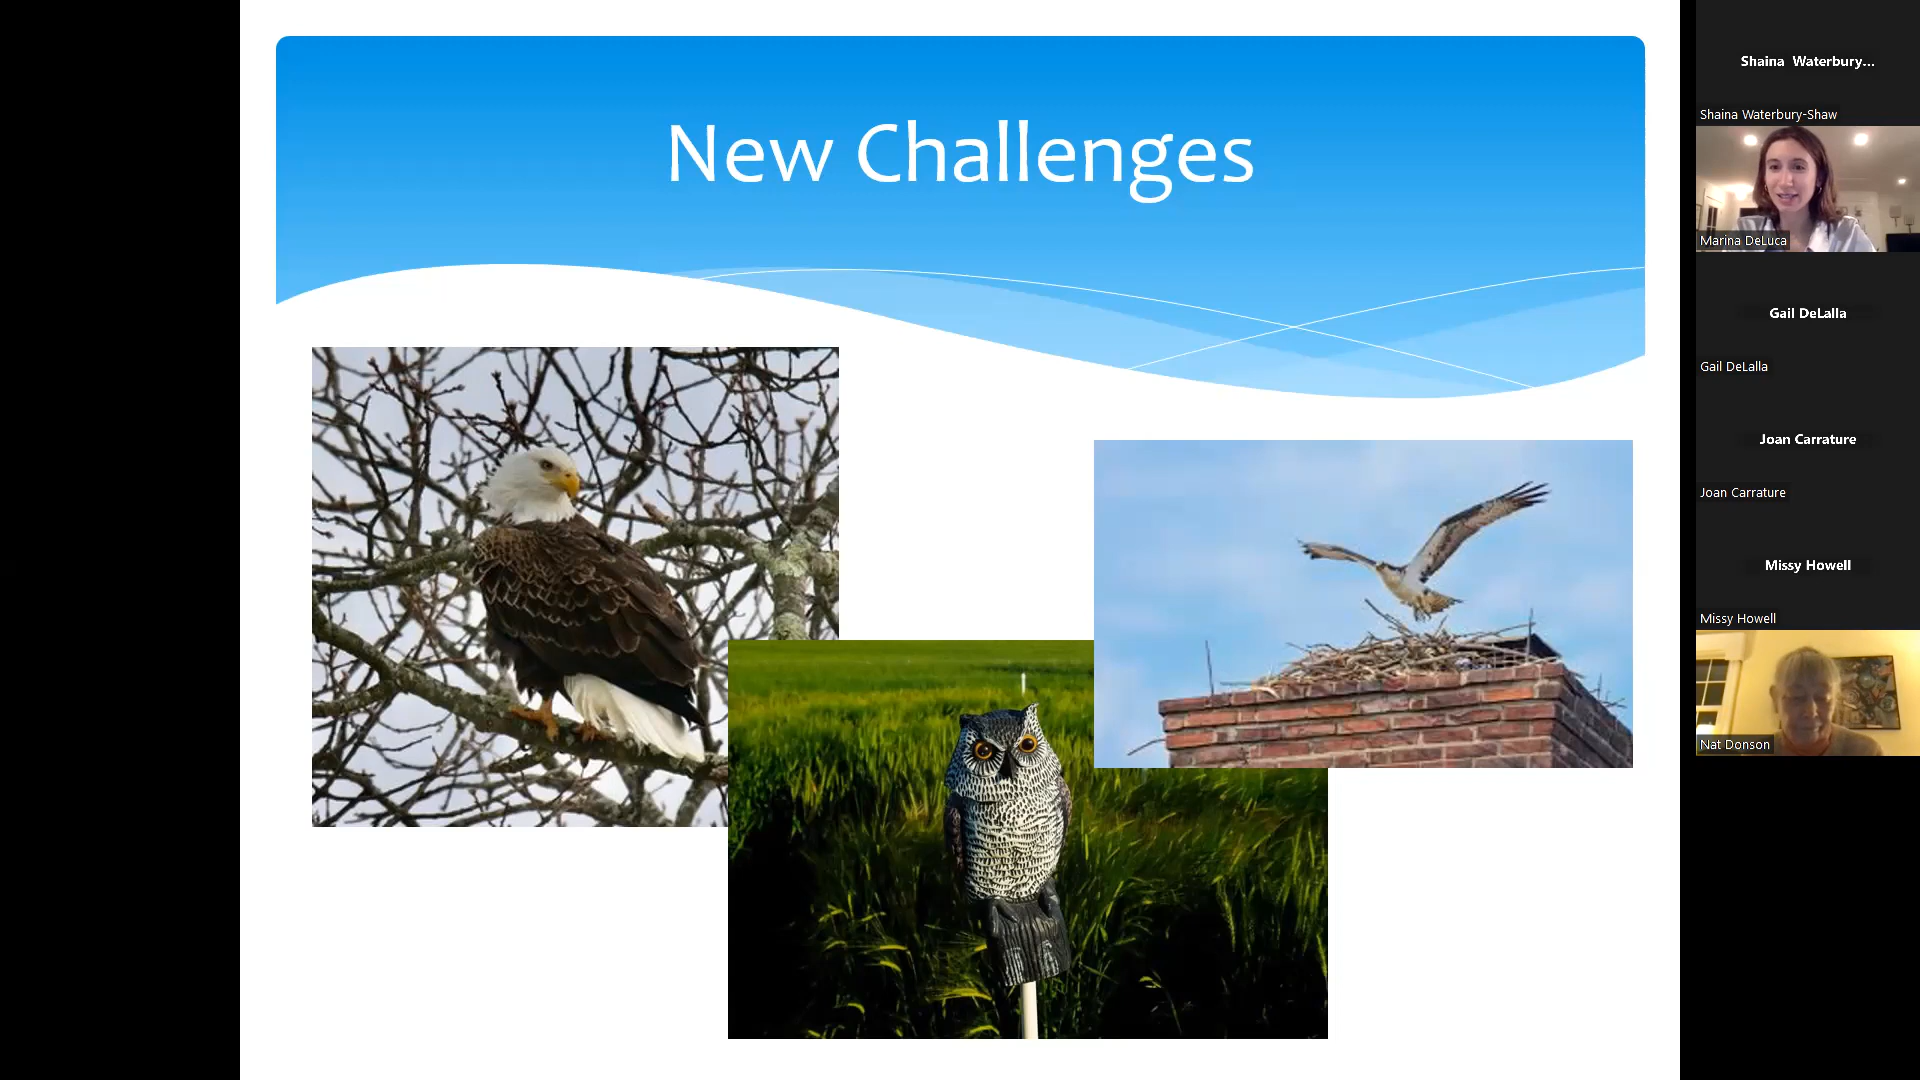 New Challenges
Shaina Waterbury...
Shaina Waterbury-Shaw
Marina DeLuca
Gail DeLalla
Gail DeLalla
Joan Carrature
Joan Carrature
Missy Howell
Missy Howell
Nat Donson